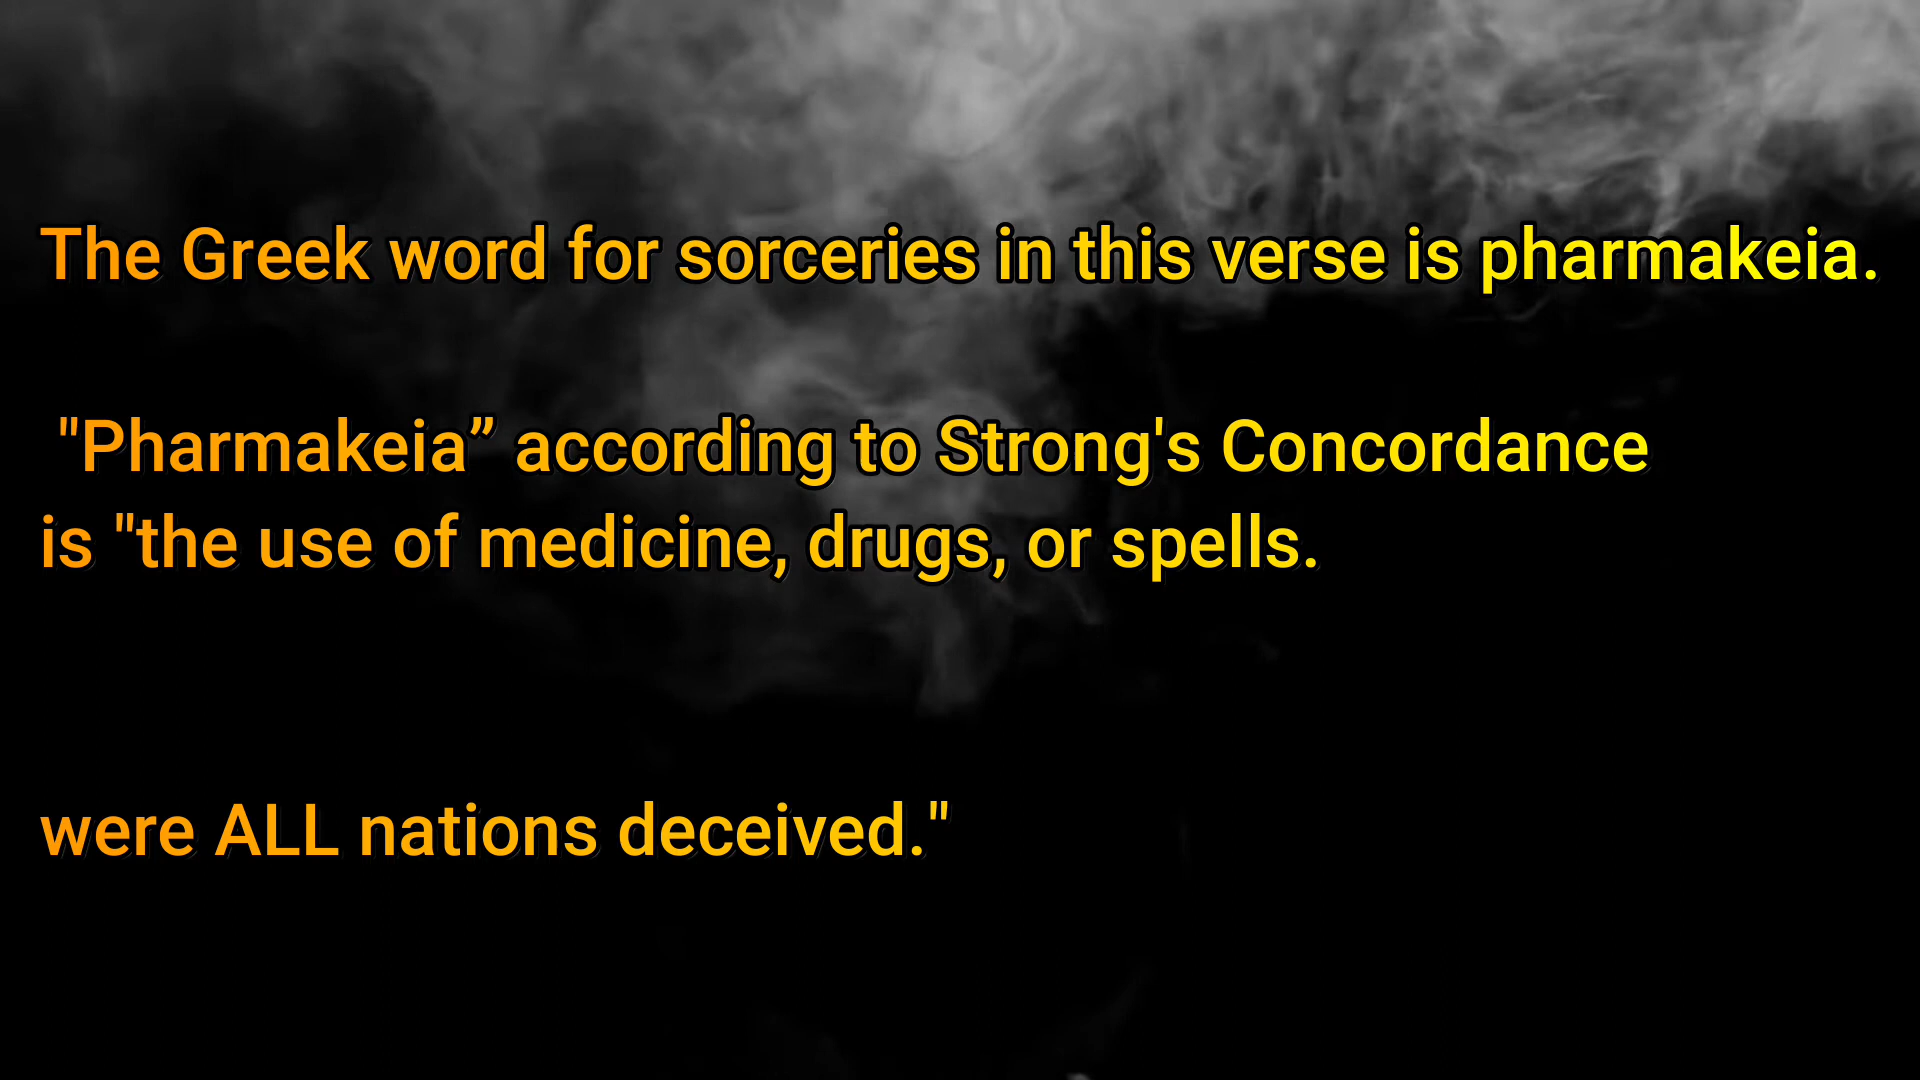 The Greek word for sorceries in this verse is pharmakeia.
"Pharmakeia” according to Strong's Concordance
is "the use of medicine, drugs, or spells.
were ALL nations deceived."